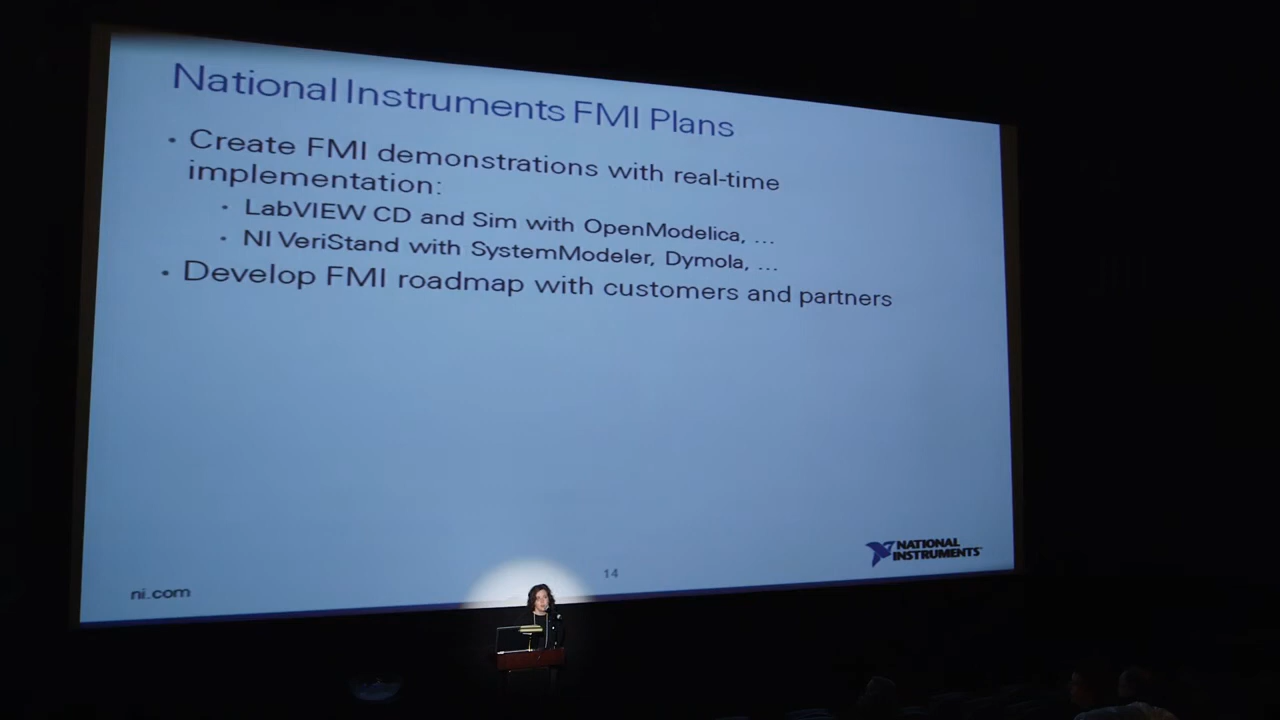 National Instruments FMI Plans
• Create FMI demonstrations with real-time
implementation:
• LabVIEW CD and Sim with OpenModelica, ...
• NI VeriStand with SystemModeler, Dymola, ...
• Develop FMI roadmap with customers and partners
NATIONAL
INSTRUMENTS
14
ni.com